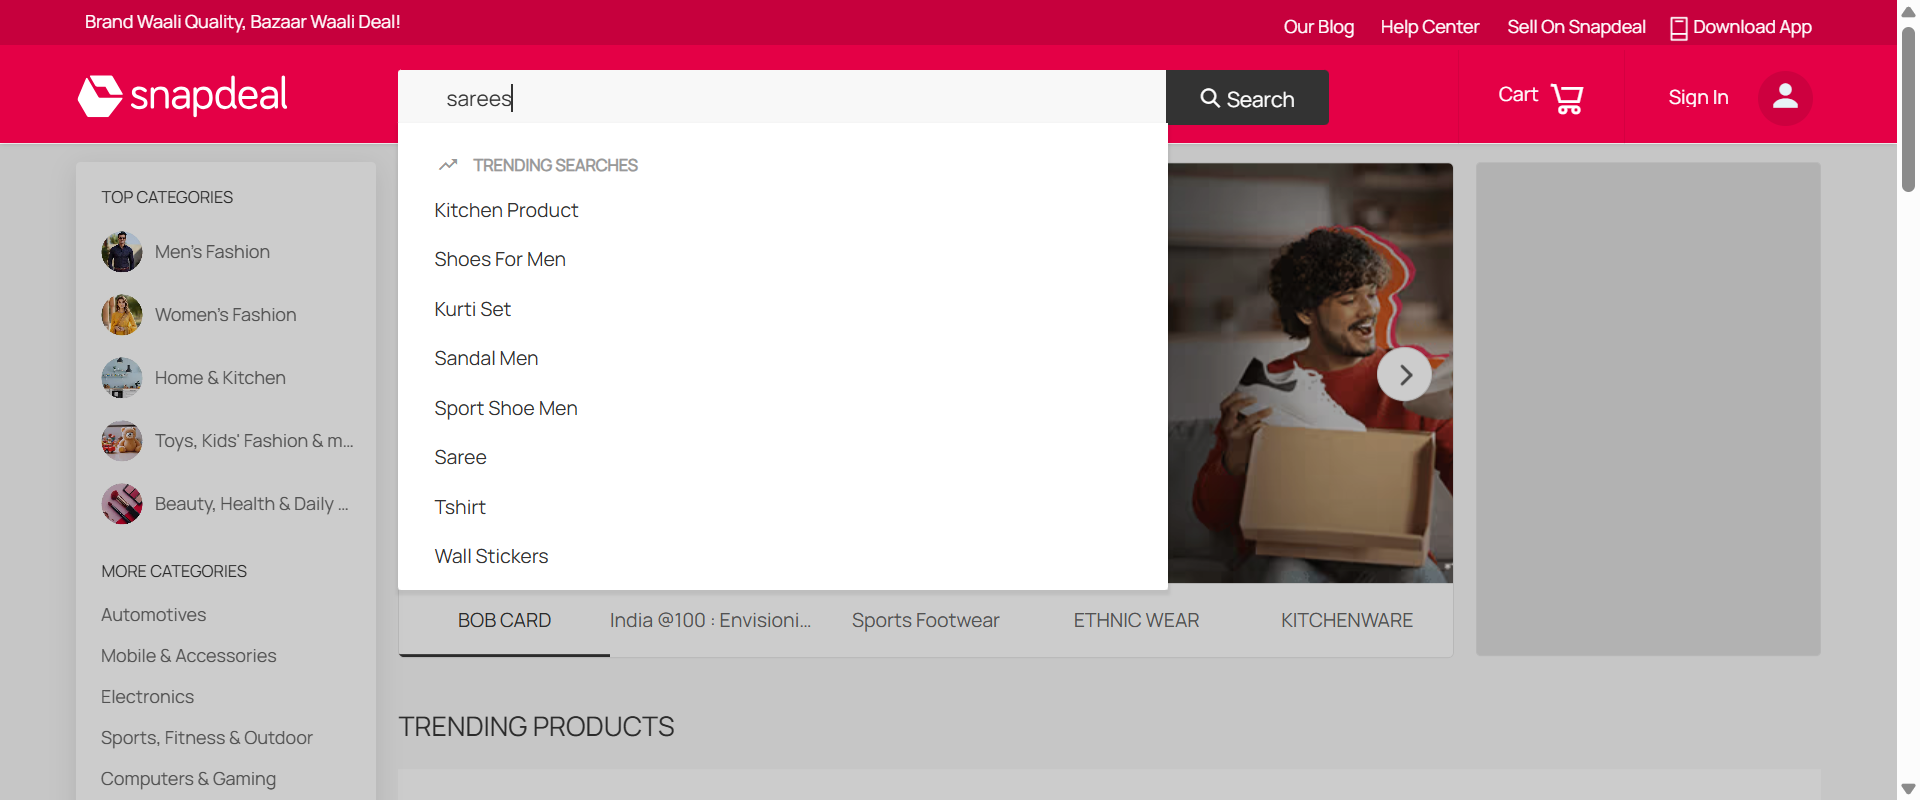 Brand Waali Quality, Bazaar Waali Deal!
Our Blog
Help Center
Sell On Snapdeal
Download App
snapdeal
sarees
Search
Cart
Sign In
TOP CATEGORIES
Men's Fashion
Women's Fashion
Home & Kitchen
Toys, Kids' Fashion & m...
Beauty, Health & Daily ...
MORE CATEGORIES
Automotives
Mobile & Accessories
Electronics
Sports, Fitness & Outdoor
Computers & Gaming
TRENDING SEARCHES
Kitchen Product
Shoes For Men
Kurti Set
Sandal Men
Sport Shoe Men
Saree
Tshirt
Wall Stickers
BOB CARD
India @100 : Envisioni...
Sports Footwear
ETHNIC WEAR
KITCHENWARE
TRENDING PRODUCTS